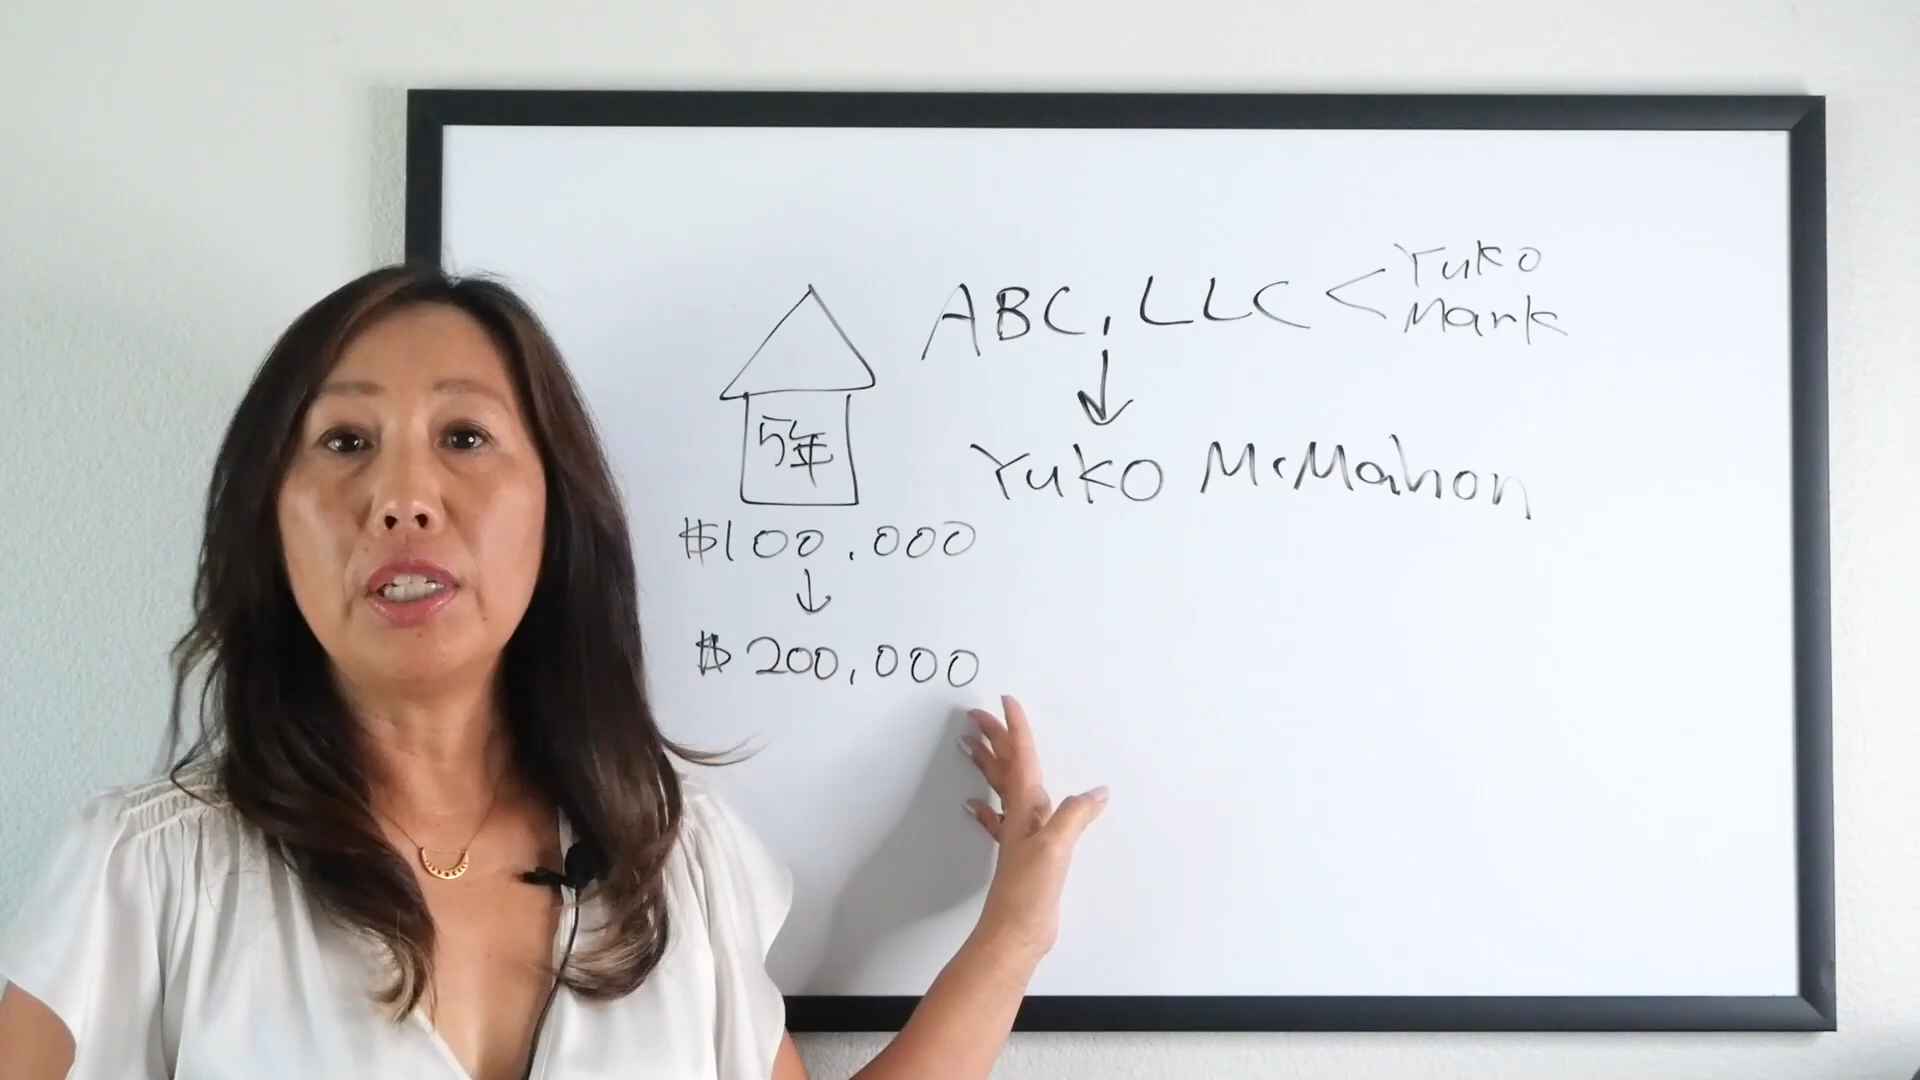 ABC, LLC < Yuko
Mark
↓
Yuko McMahon
5年
$100,000
↓
$200,000